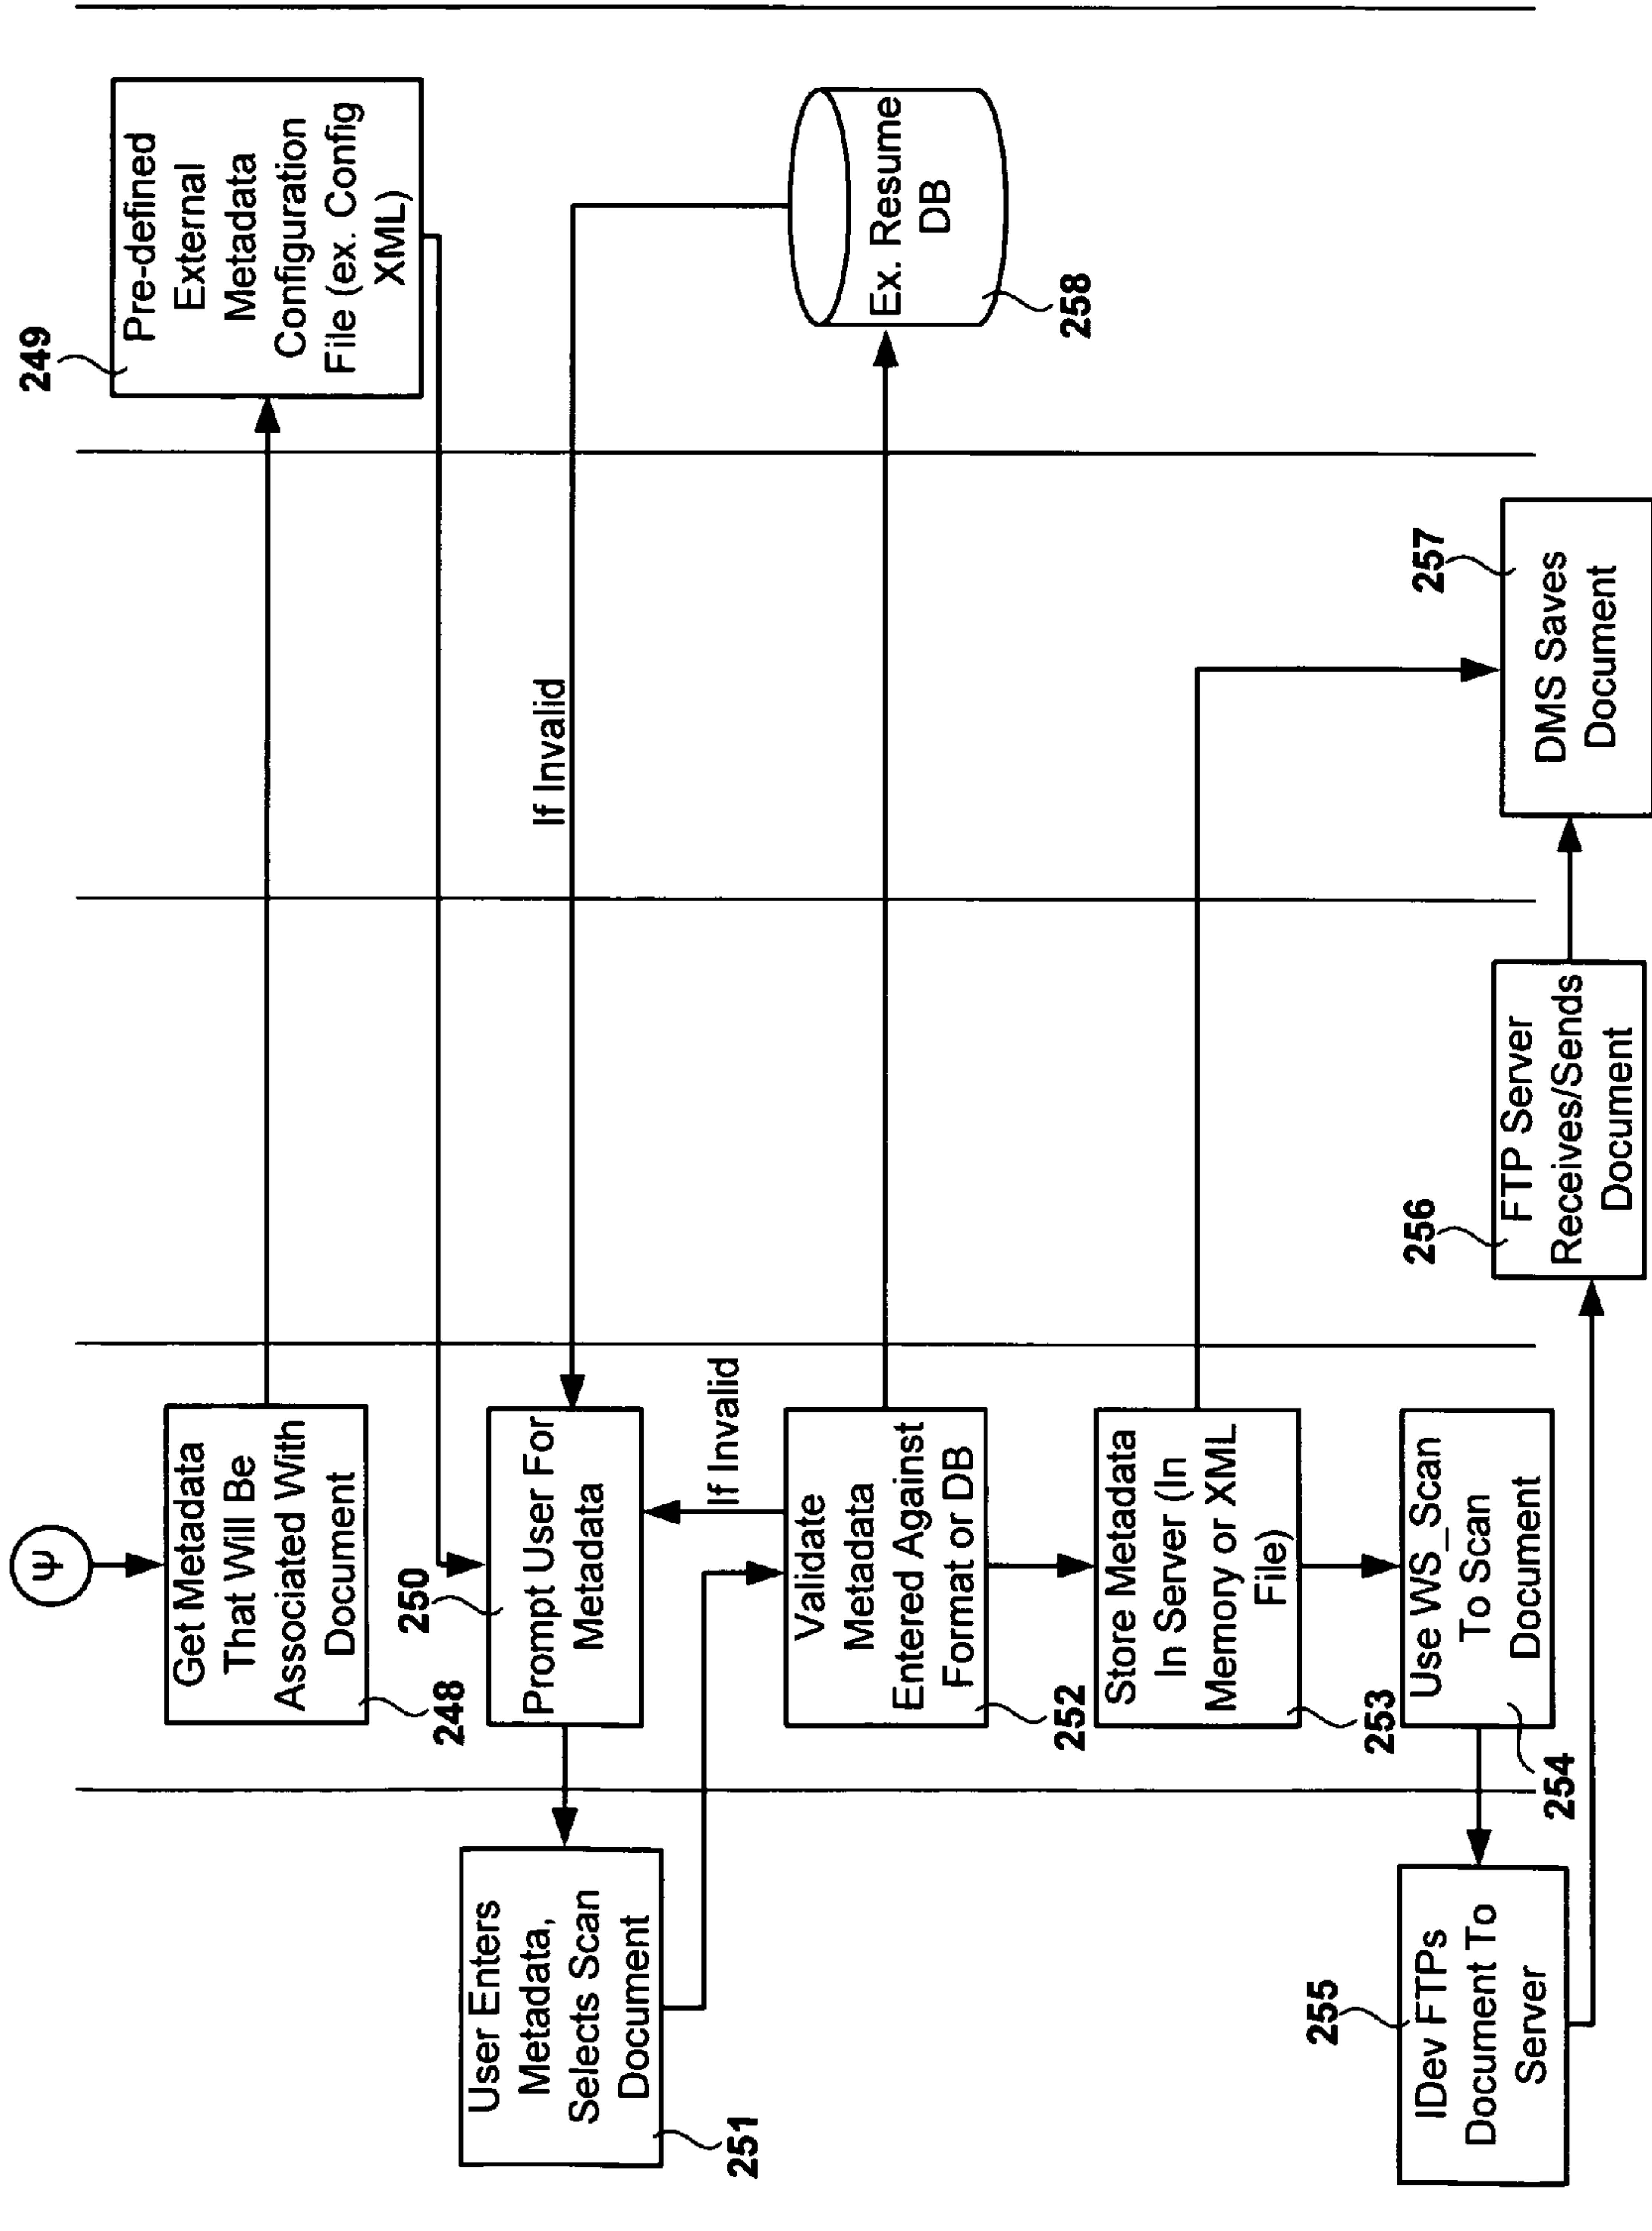 ψ
Get Metadata
That Will Be
Associated With
Document
248
249
Pre-defined
External
Metadata
Configuration
File (ex. Config
XML)
250
Prompt User For
Metadata
If Invalid
User Enters
Metadata,
Selects Scan
Document
251
If Invalid
Validate
Metadata
Entered Against
Format or DB
252
Ex. Resume
DB
258
Store Metadata
In Server (In
Memory or XML
File)
253
Use WS_Scan
To Scan
Document
254
255
IDev FTPs
Document To
Server
256
FTP Server
Receives/Sends
Document
257
DMS Saves
Document